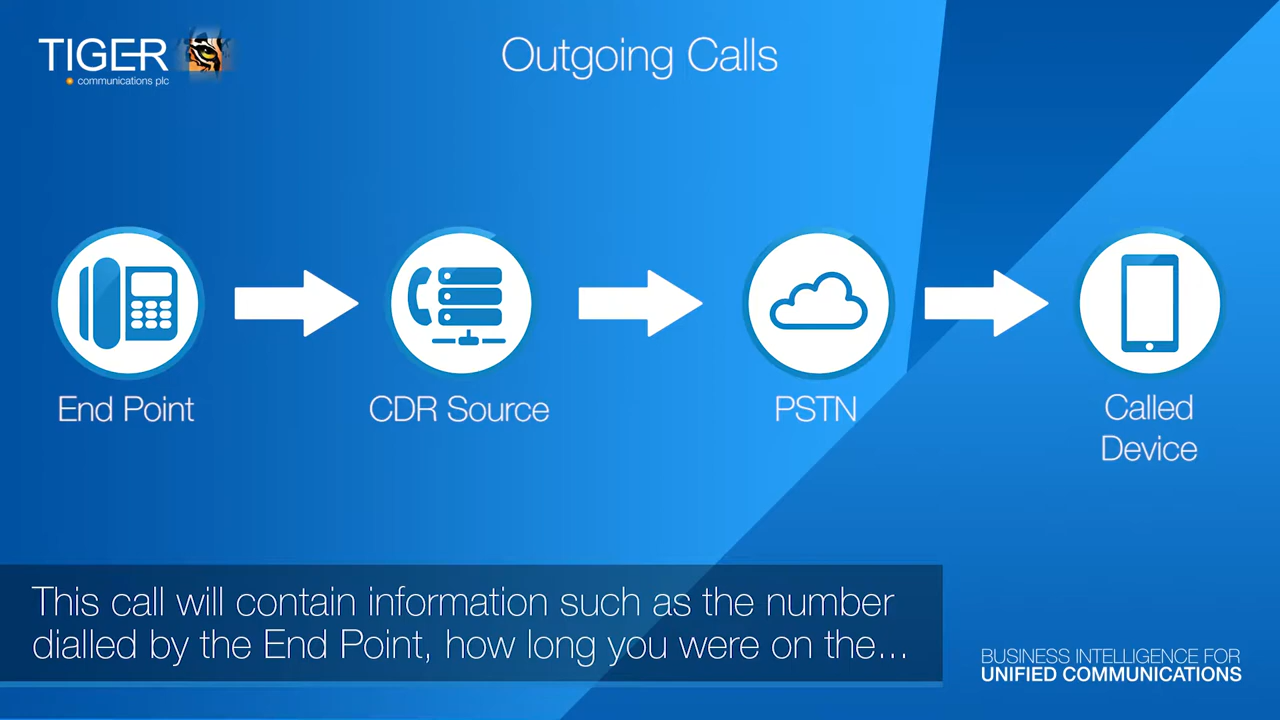 TIGER
communications plc
Outgoing Calls
End Point
CDR Source
PSTN
Called
Device
This call will contain information such as the number
dialled by the End Point, how long you were on the...
BUSINESS INTELLIGENCE FOR
UNIFIED COMMUNICATIONS